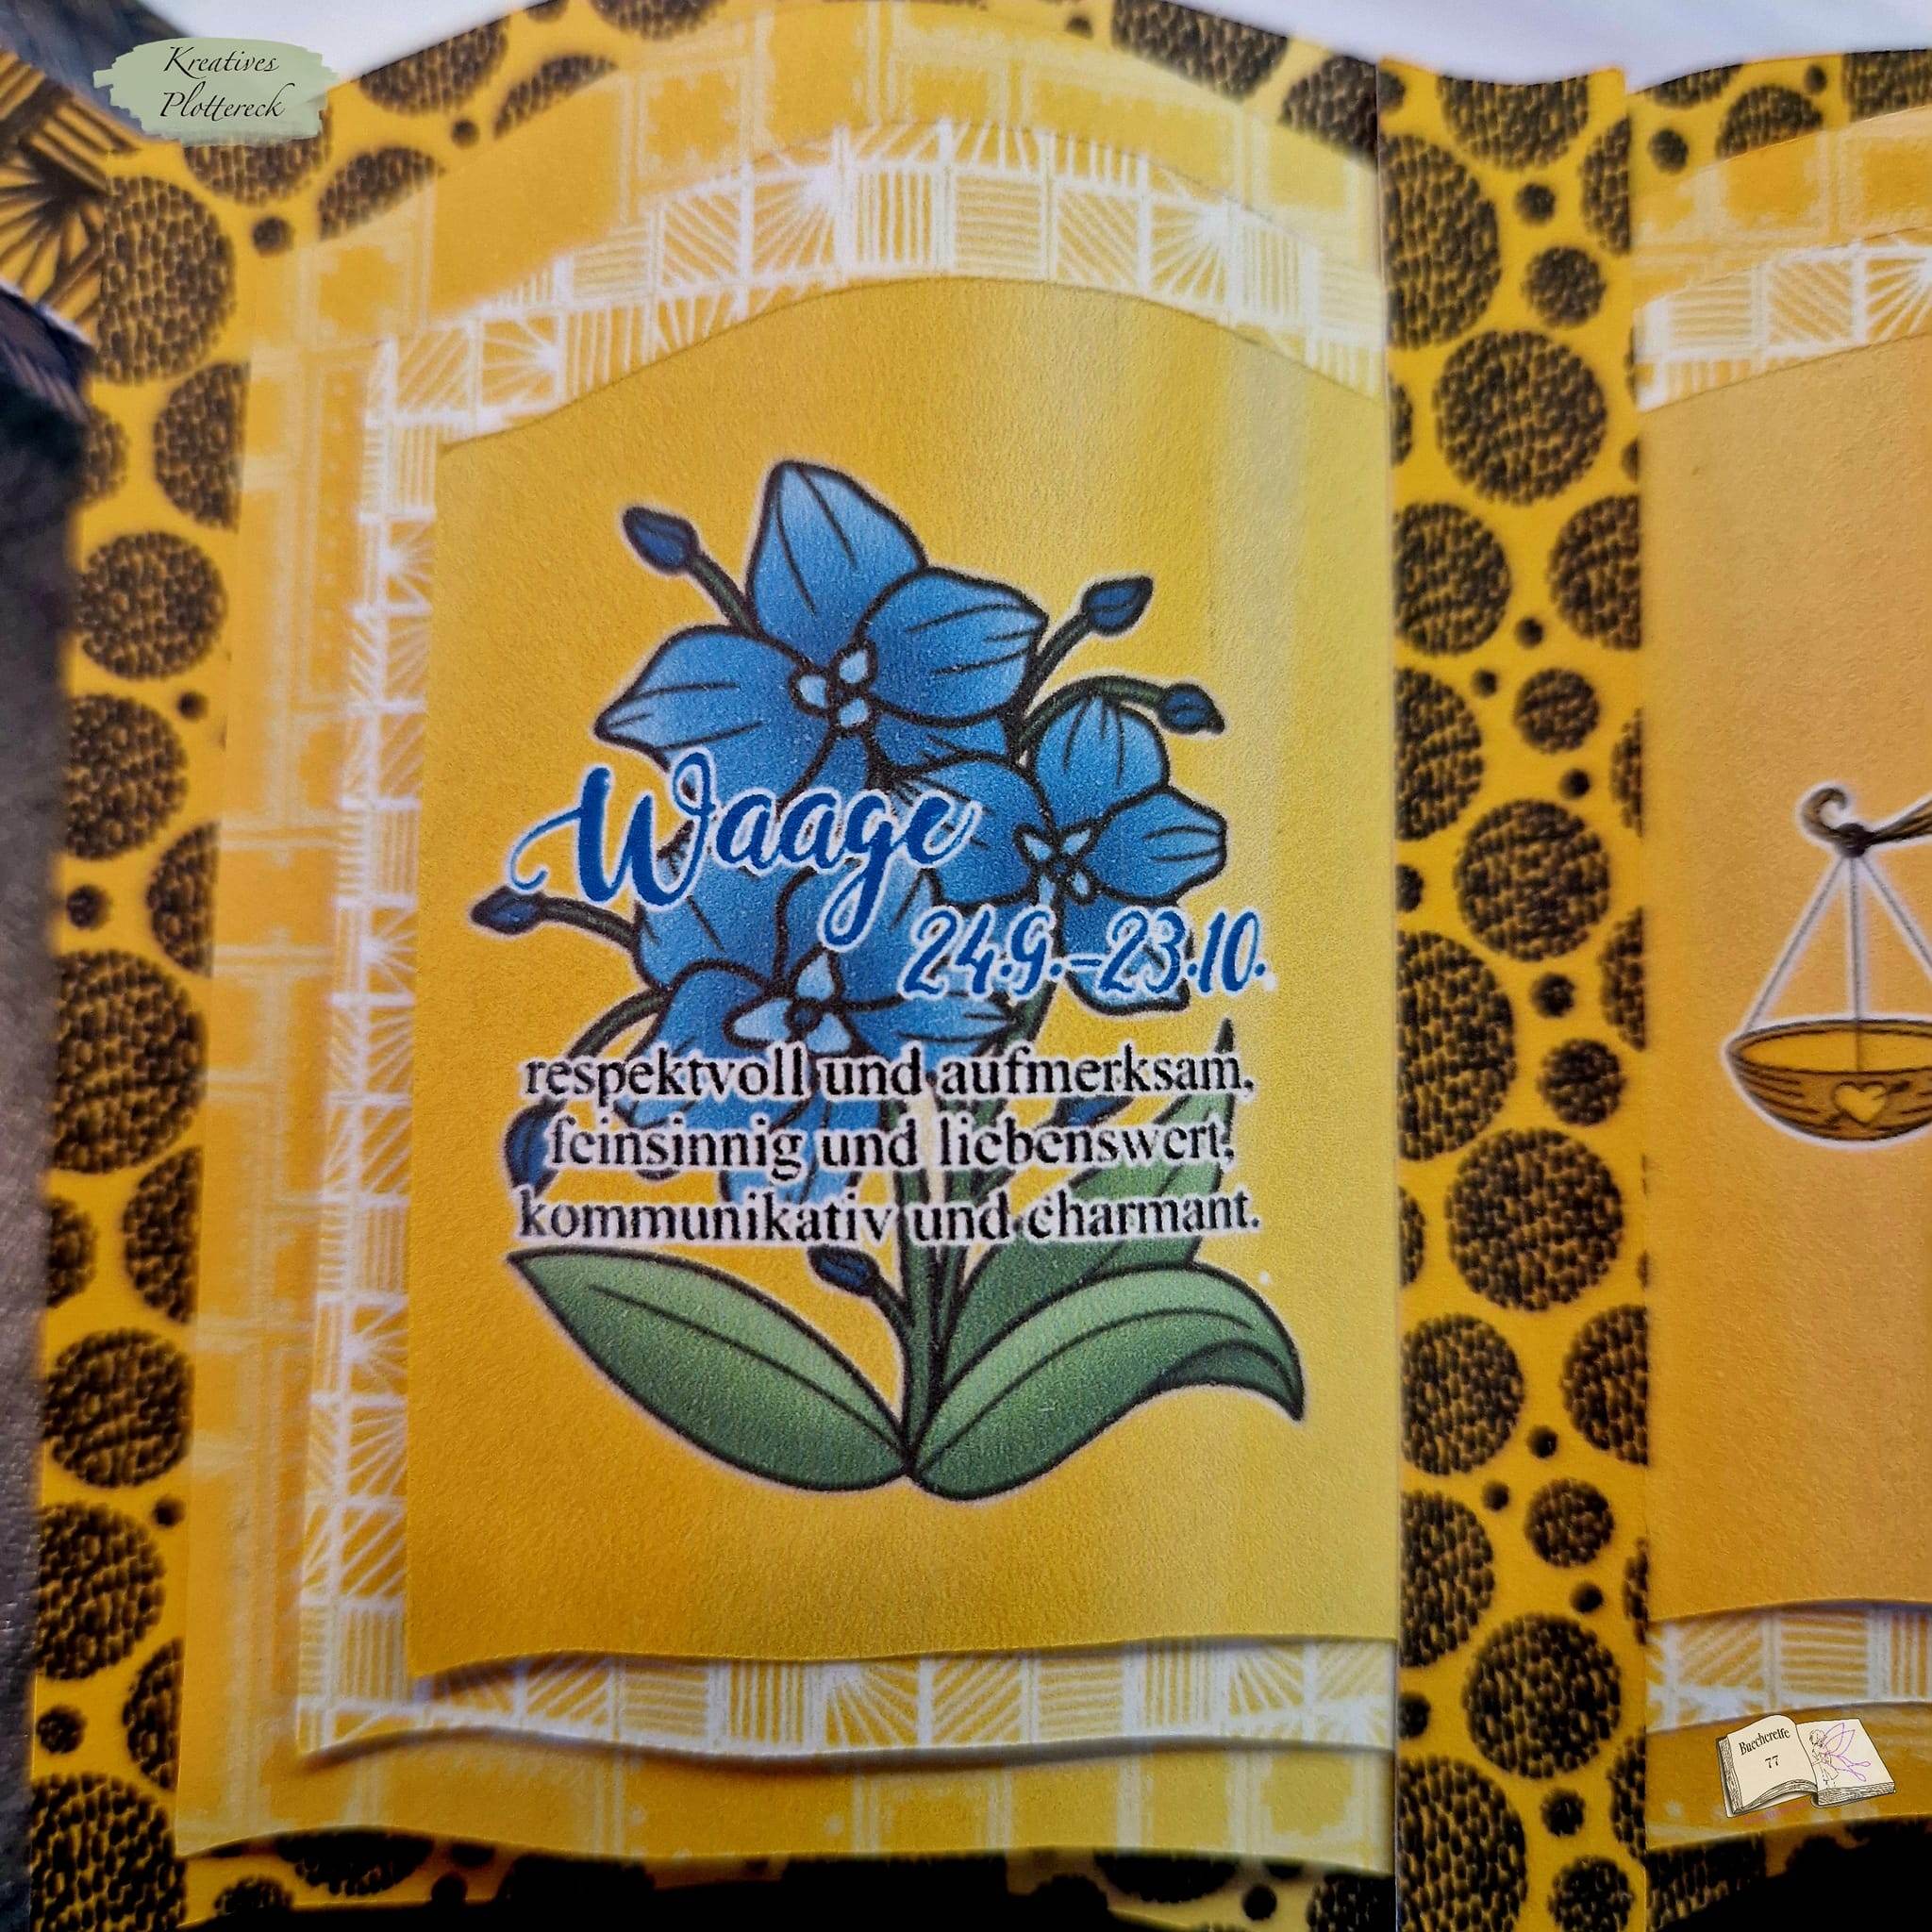 Kreatives
Plottereck
Waage
24.9.-23.10.
respektvoll und aufmerksam,
feinsinnig und liebenswert,
kommunikativ und charmant.
Buecherelfe
77